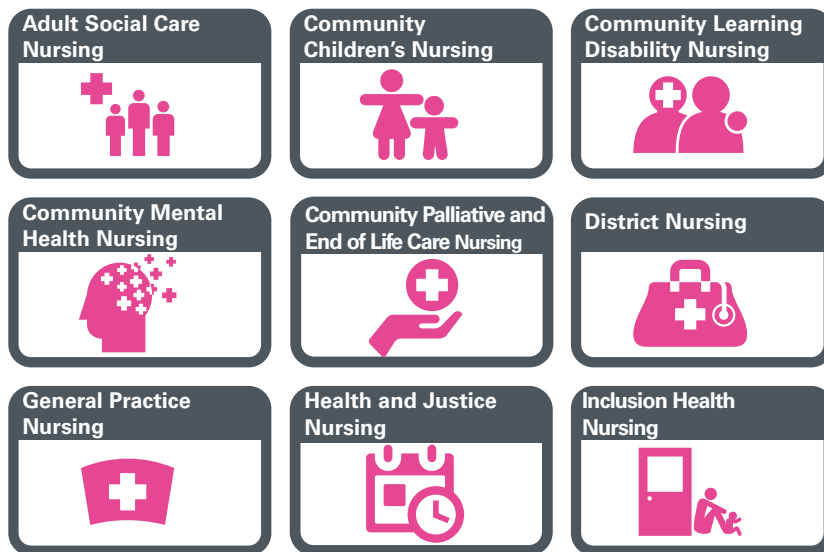 Adult Social Care
Nursing
Community
Children's Nursing
Community Learning
Disability Nursing
Community Mental
Health Nursing
Community Palliative and
End of Life Care Nursing
District Nursing
General Practice
Nursing
Health and Justice
Nursing
Inclusion Health
Nursing